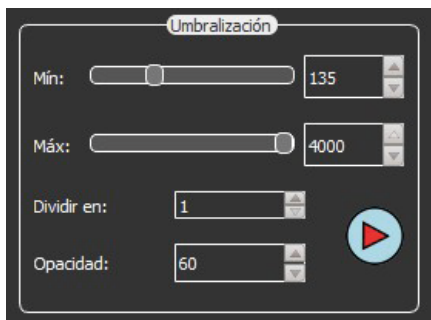 Umbralización
Mín: 135
Máx: 4000
Dividir en: 1
Opacidad: 60